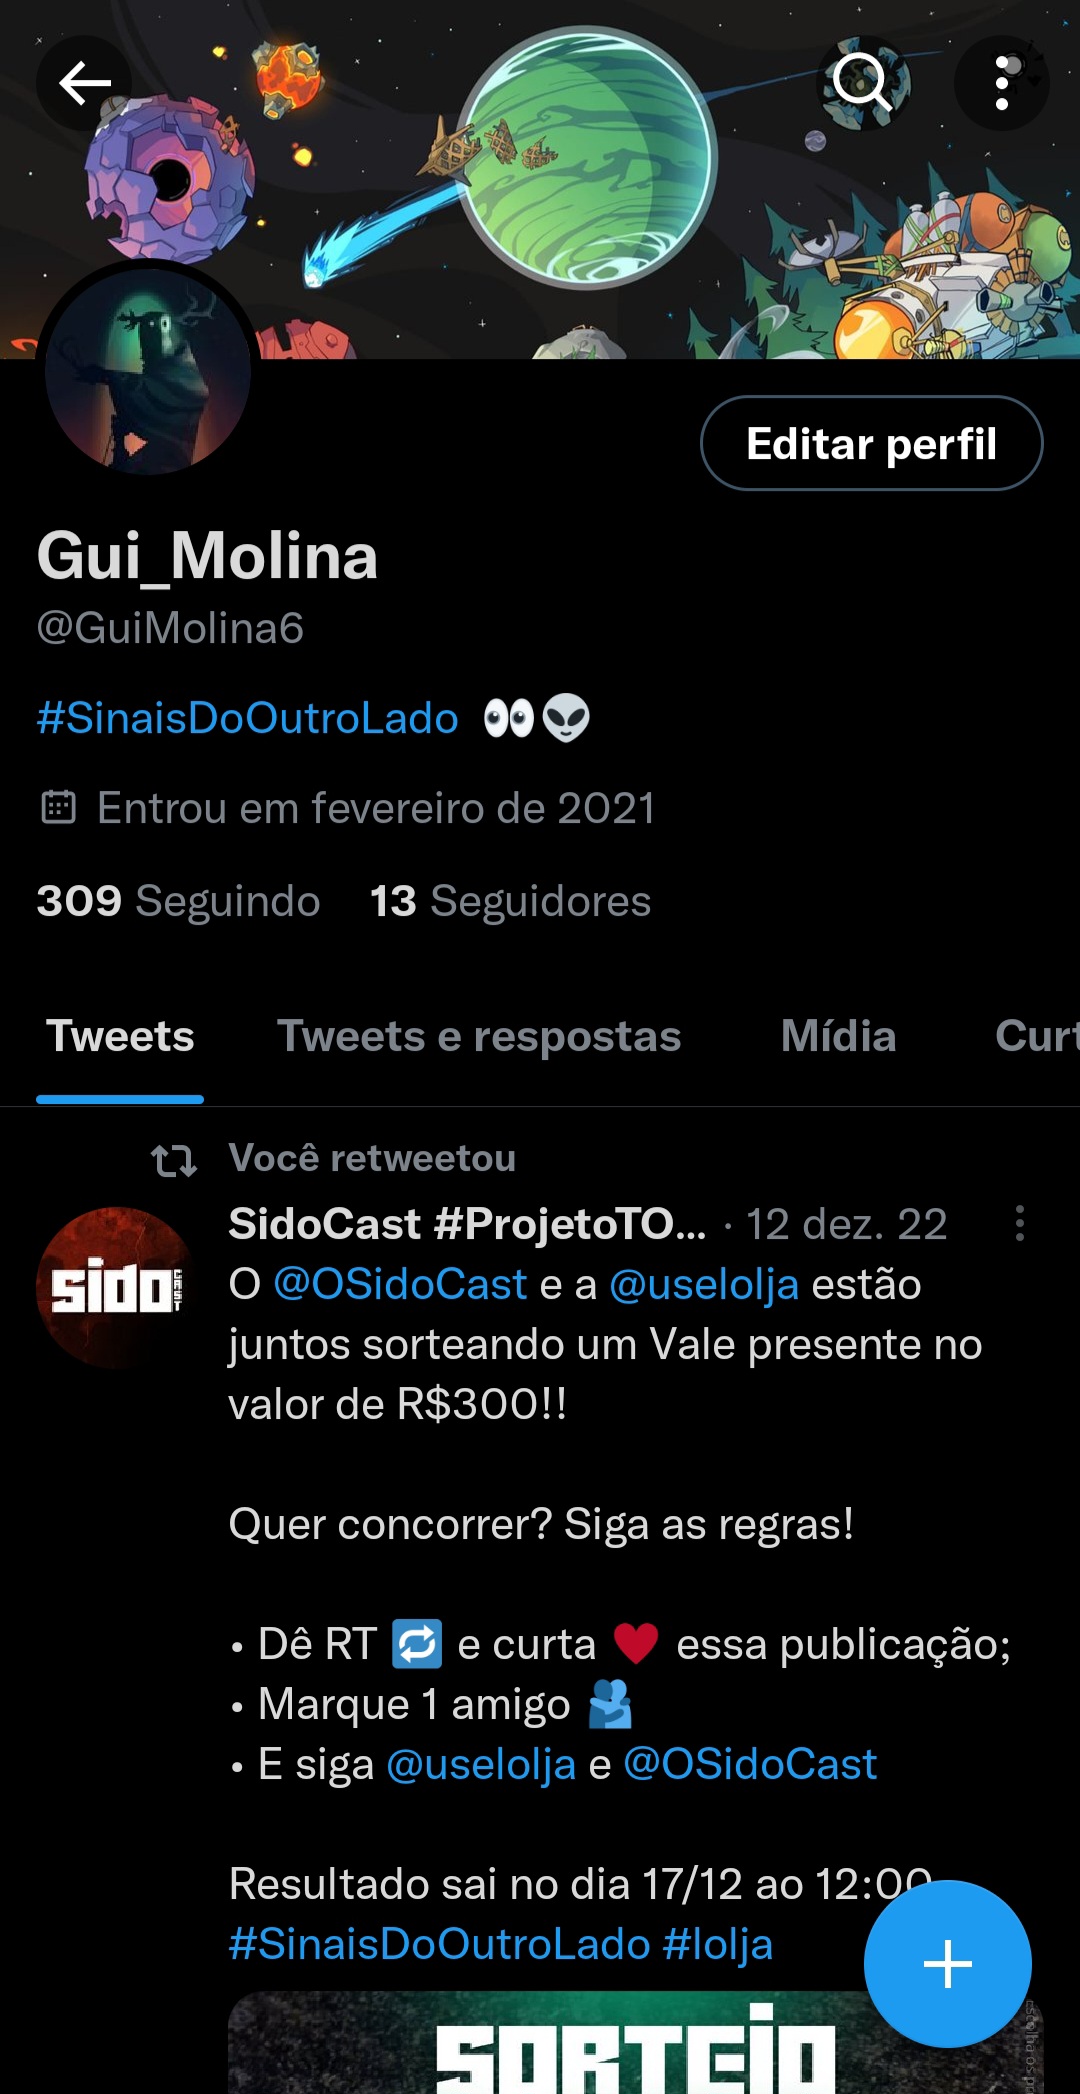 Editar perfil
Gui_Molina
@GuiMolina6
#SinaisDoOutroLado 👀👽
Entrou em fevereiro de 2021
309 Seguindo 13 Seguidores
Tweets Tweets e respostas Mídia Curt
Você retweetou
SidoCast #ProjetoTO... · 12 dez. 22
sido CAST
O @OSidoCast e a @uselolja estão
juntos sorteando um Vale presente no
valor de R$300!!
Quer concorrer? Siga as regras!
• Dê RT 🔁 e curta ♥️ essa publicação;
• Marque 1 amigo 🫂
• E siga @uselolja e @OSidoCast
Resultado sai no dia 17/12 ao 12:00
#SinaisDoOutroLado #lolja
SORTEIO